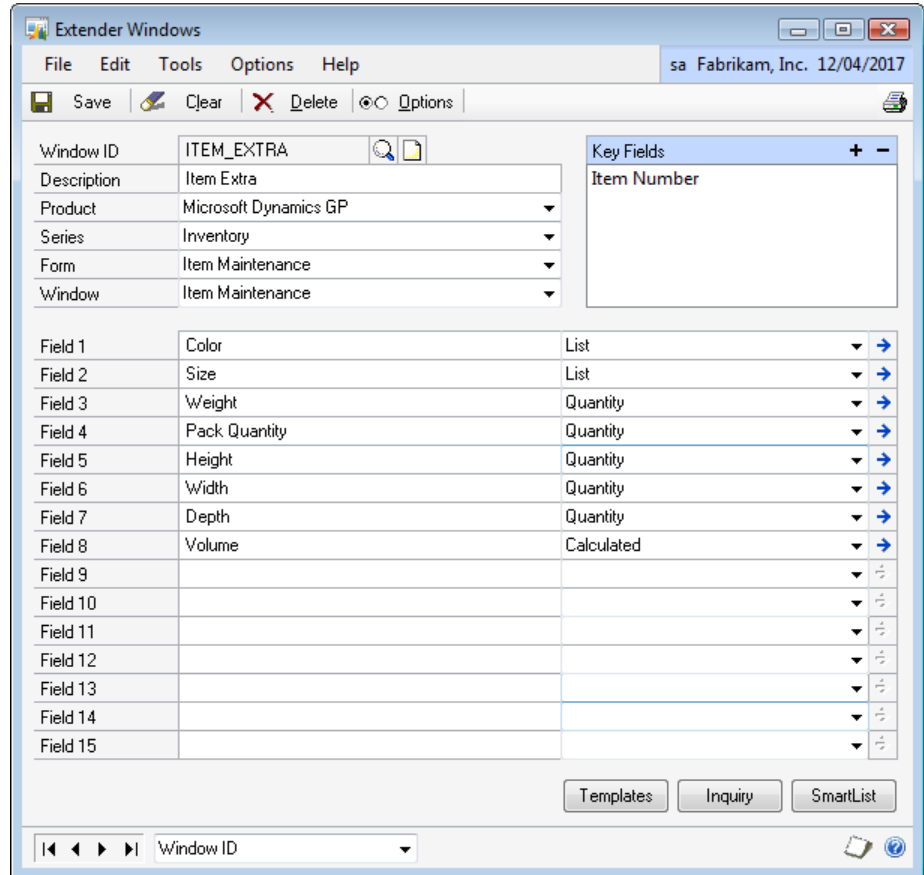 Extender Windows
File Edit Tools Options Help sa Fabrikam, Inc. 12/04/2017
Save Clear Delete Options
Window ID ITEM_EXTRA Key Fields + −
Description Item Extra Item Number
Product Microsoft Dynamics GP
Series Inventory
Form Item Maintenance
Window Item Maintenance
Field 1 Color List
Field 2 Size List
Field 3 Weight Quantity
Field 4 Pack Quantity Quantity
Field 5 Height Quantity
Field 6 Width Quantity
Field 7 Depth Quantity
Field 8 Volume Calculated
Field 9
Field 10
Field 11
Field 12
Field 13
Field 14
Field 15
Templates Inquiry SmartList
Window ID